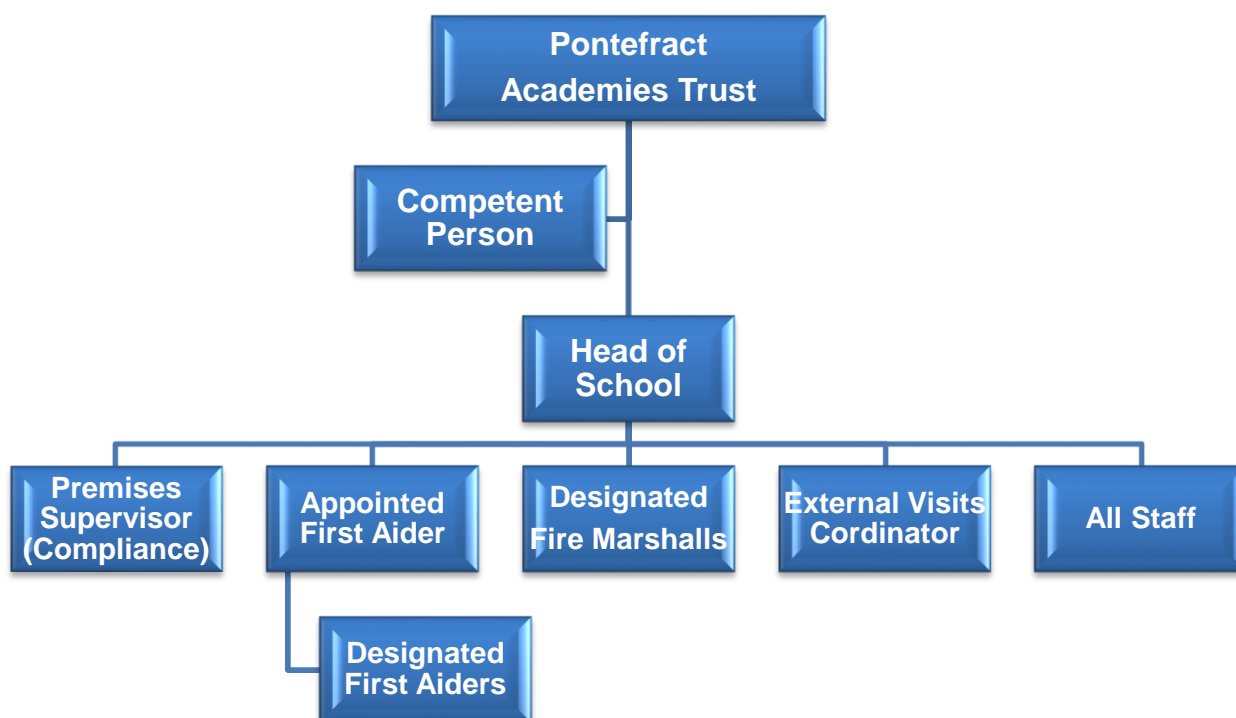 Pontefract
Academies Trust
Competent
Person
Head of
School
Premises
Supervisor
(Compliance)
Appointed
First Aider
Designated
Fire Marshalls
External Visits
Cordinator
All Staff
Designated
First Aiders